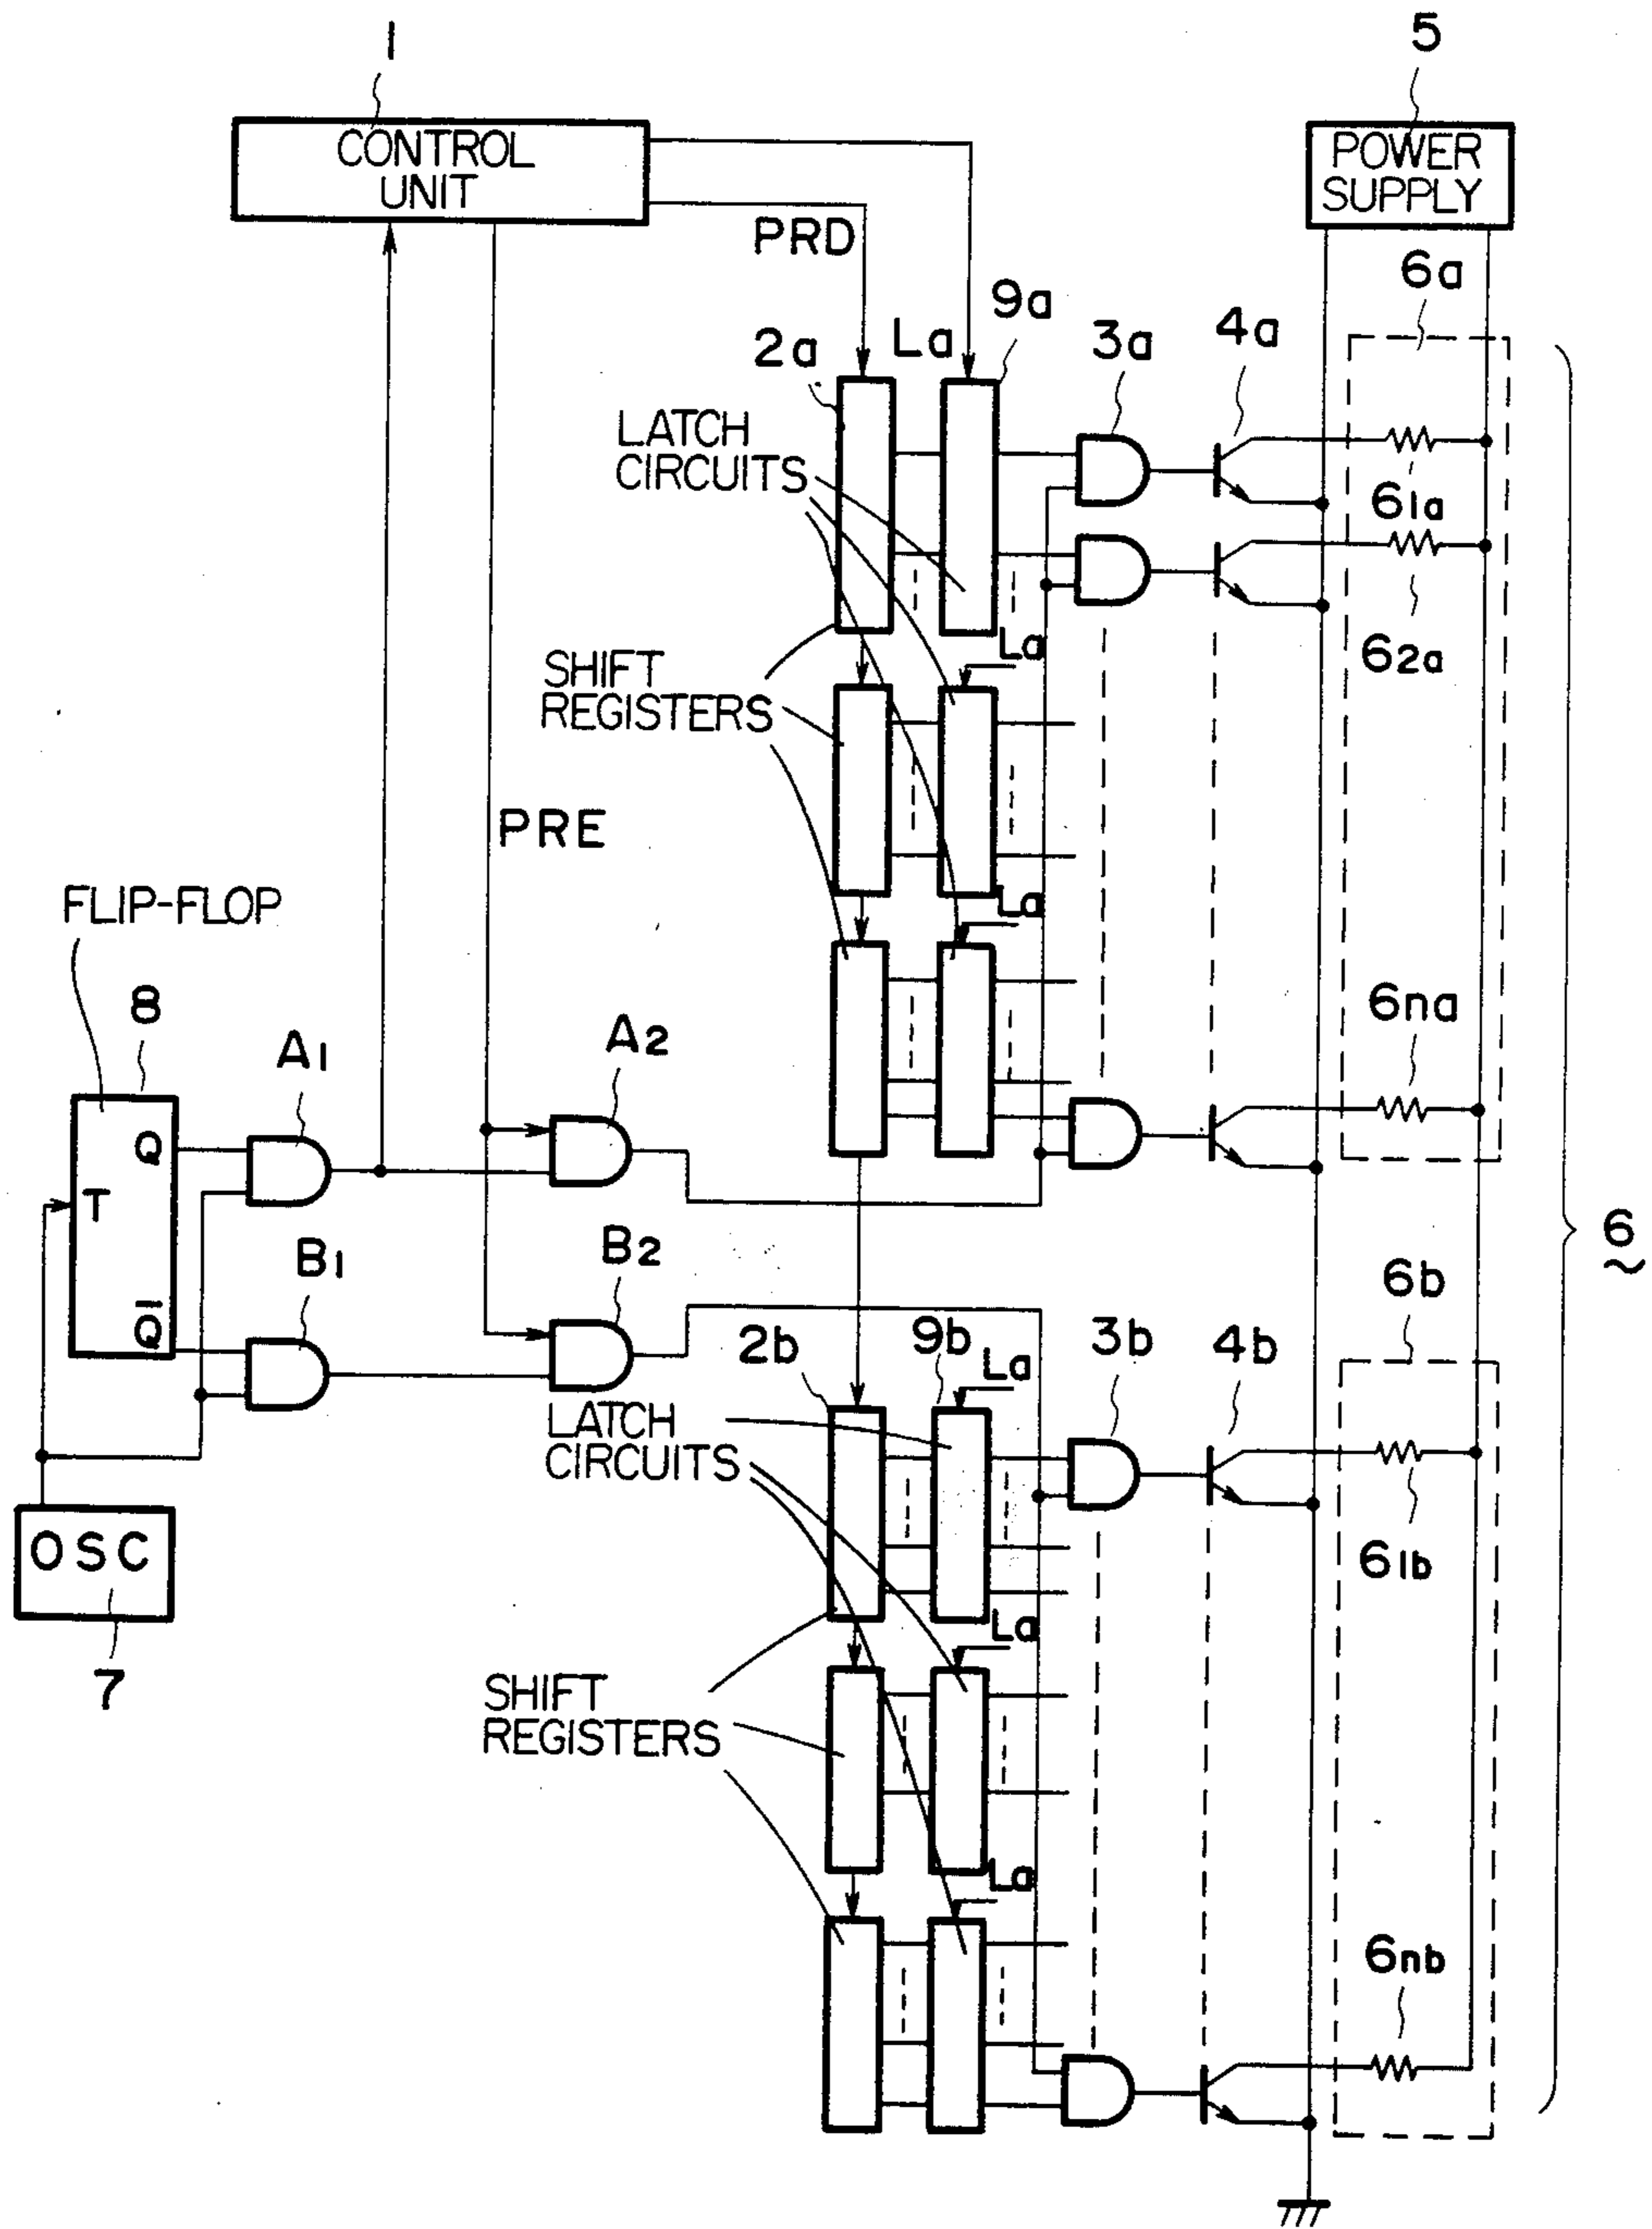 1
5
CONTROL
UNIT
POWER
SUPPLY
PRD
6a
9a
La
3a
4a
2a
LATCH
CIRCUITS
61a
La
SHIFT
REGISTERS
62a
PRE
La
FLIP-FLOP
8
A1
A2
6na
Q
T
B1
B2
6
Q̅
6b
2b
9b
La
3b
4b
LATCH
CIRCUITS
OSC
61b
La
7
SHIFT
REGISTERS
La
6nb